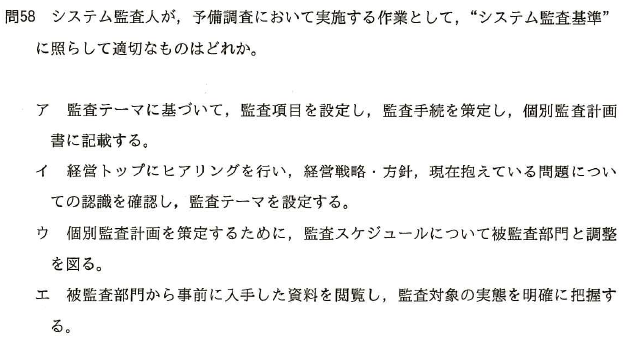 問58 システム監査人が，予備調査において実施する作業として，“システム監査基準”
に照らして適切なものはどれか。
ア 監査テーマに基づいて，監査項目を設定し，監査手続を策定し，個別監査計画
書に記載する。
イ 経営トップにヒアリングを行い，経営戦略・方針，現在抱えている問題につい
ての認識を確認し，監査テーマを設定する。
ウ 個別監査計画を策定するために，監査スケジュールについて被監査部門と調整
を図る。
エ 被監査部門から事前に入手した資料を閲覧し，監査対象の実態を明確に把握す
る。